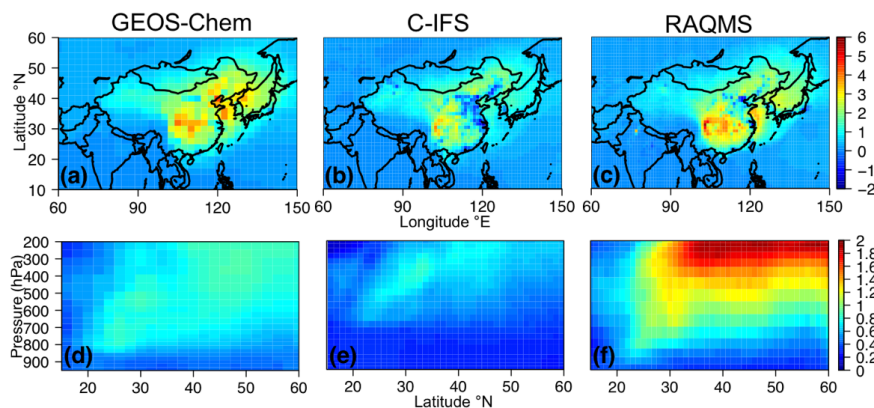 GEOS-Chem C-IFS RAQMS
60 50 40 30 20 10
Latitude °N
(a) (b) (c)
6 5 4 3 2 1 0 -1 -2
60 90 120 150 60 90 120 150 60 90 120 150
Longitude °E
200 300 400 500 600 700 800 900
Pressure (hPa)
(d) (e) (f)
2 1.8 1.6 1.4 1.2 1 0.8 0.6 0.4 0.2 0
20 30 40 50 60 20 30 40 50 60 20 30 40 50 60
Latitude °N